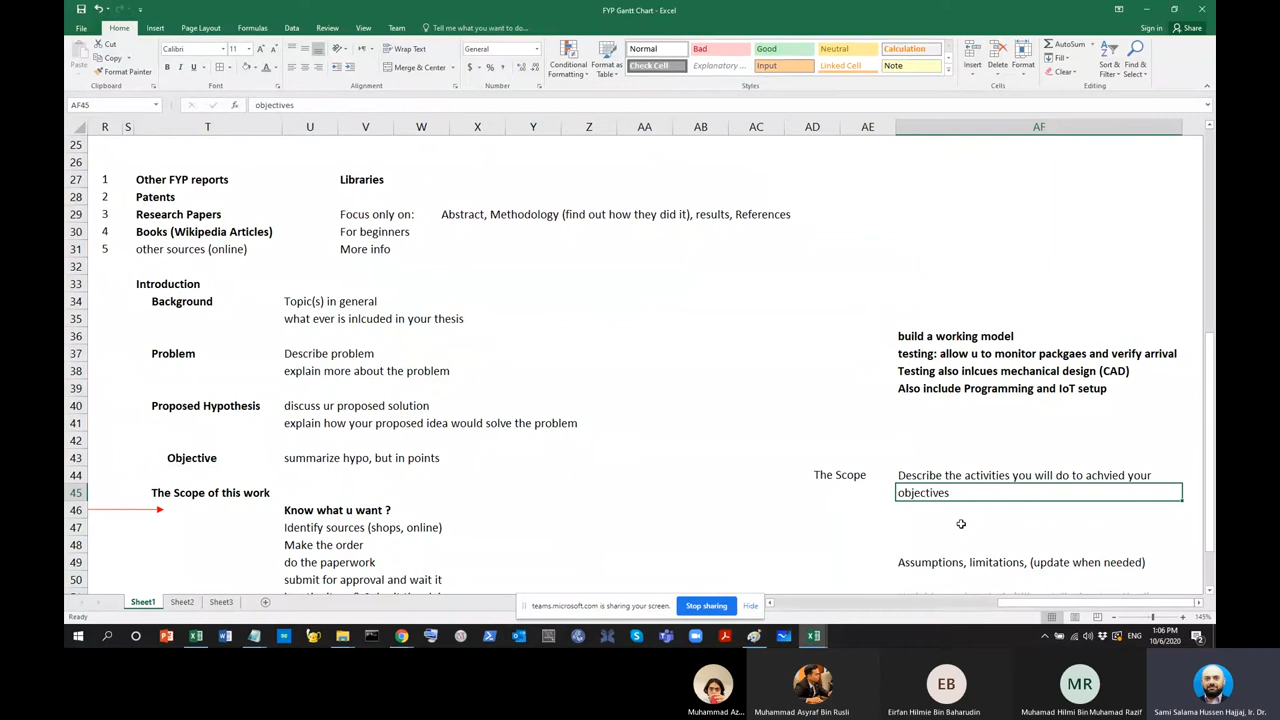 FYP Gantt Chart - Excel
Sign in Share
File Home Insert Page Layout Formulas Data Review View Team Tell me what you want to do...
Paste Cut Copy Format Painter Clipboard
Calibri 11 B I U Font
Wrap Text Merge & Center Alignment
General $ % , Number
Conditional Formatting Format as Table
Normal Bad Good Neutral Calculation
Check Cell Explanatory ... Input Linked Cell Note
Styles
Insert Delete Format Cells
AutoSum Fill Clear Sort & Filter Find & Select Editing
AF45 fx objectives
R S T U V W X Y Z AA AB AC AD AE AF
25
26
27 1 Other FYP reports Libraries
28 2 Patents
29 3 Research Papers Focus only on: Abstract, Methodology (find out how they did it), results, References
30 4 Books (Wikipedia Articles) For beginners
31 5 other sources (online) More info
32
33 Introduction
34 Background Topic(s) in general
35 what ever is inlcuded in your thesis
36 build a working model
37 Problem Describe problem testing: allow u to monitor packgaes and verify arrival
38 explain more about the problem Testing also inlcues mechanical design (CAD)
39 Also include Programming and IoT setup
40 Proposed Hypothesis discuss ur proposed solution
41 explain how your proposed idea would solve the problem
42
43 Objective summarize hypo, but in points
44 The Scope Describe the activities you will do to achvied your
45 The Scope of this work objectives
46 Know what u want ?
47 Identify sources (shops, online)
48 Make the order
49 do the paperwork Assumptions, limitations, (update when needed)
50 submit for approval and wait it
Sheet1 Sheet2 Sheet3
teams.microsoft.com is sharing your screen. Stop sharing Hide
Ready 145%
ENG 1:06 PM
10/6/2020
2
EB MR
Muhammad Az... Muhammad Asyraf Bin Rusli Eirfan Hilmie Bin Baharudin Muhamad Hilmi Bin Muhamad Razif Sami Salama Hussen Hajjaj, Ir. Dr.